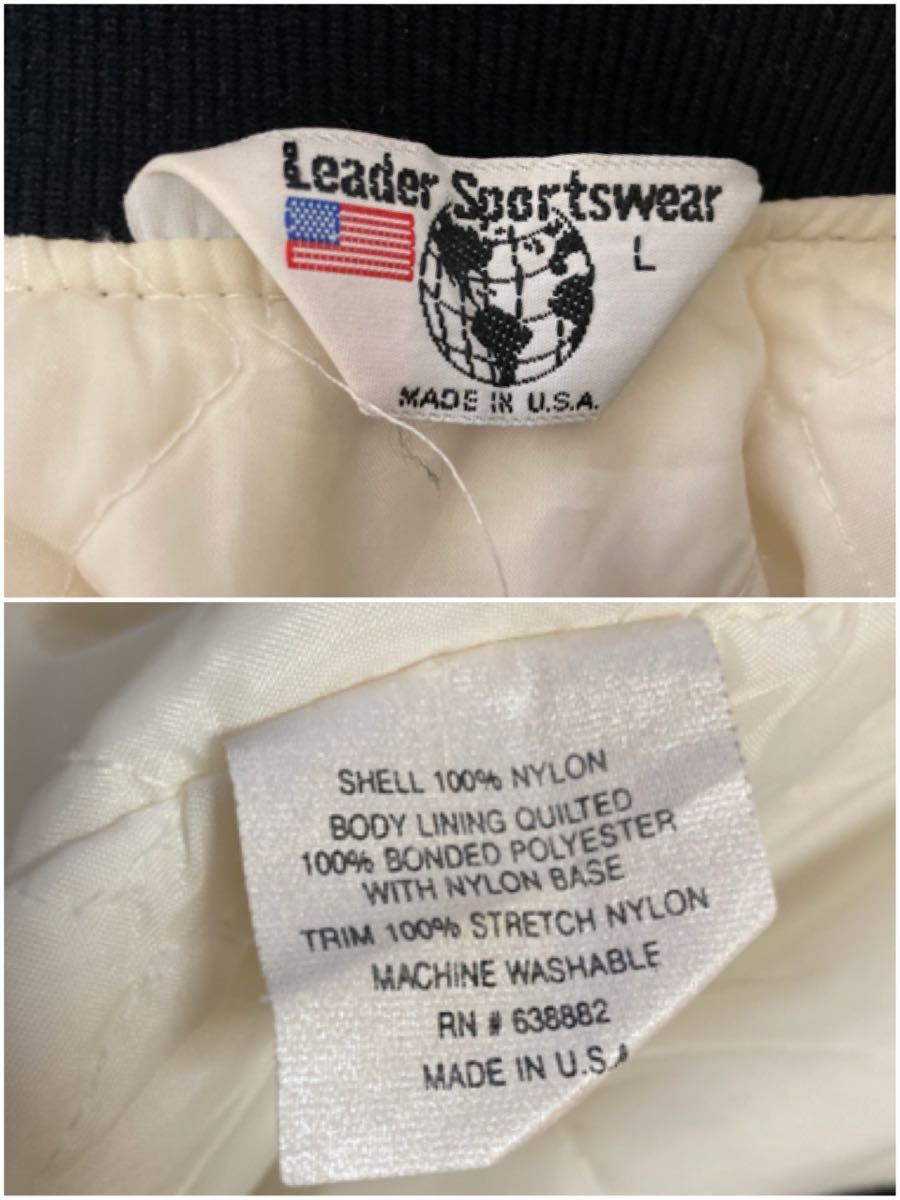 Leader Sportswear
L
MADE IN U.S.A.
SHELL 100% NYLON
BODY LINING QUILTED
100% BONDED POLYESTER
WITH NYLON BASE
TRIM 100% STRETCH NYLON
MACHINE WASHABLE
RN # 638882
MADE IN U.S.A